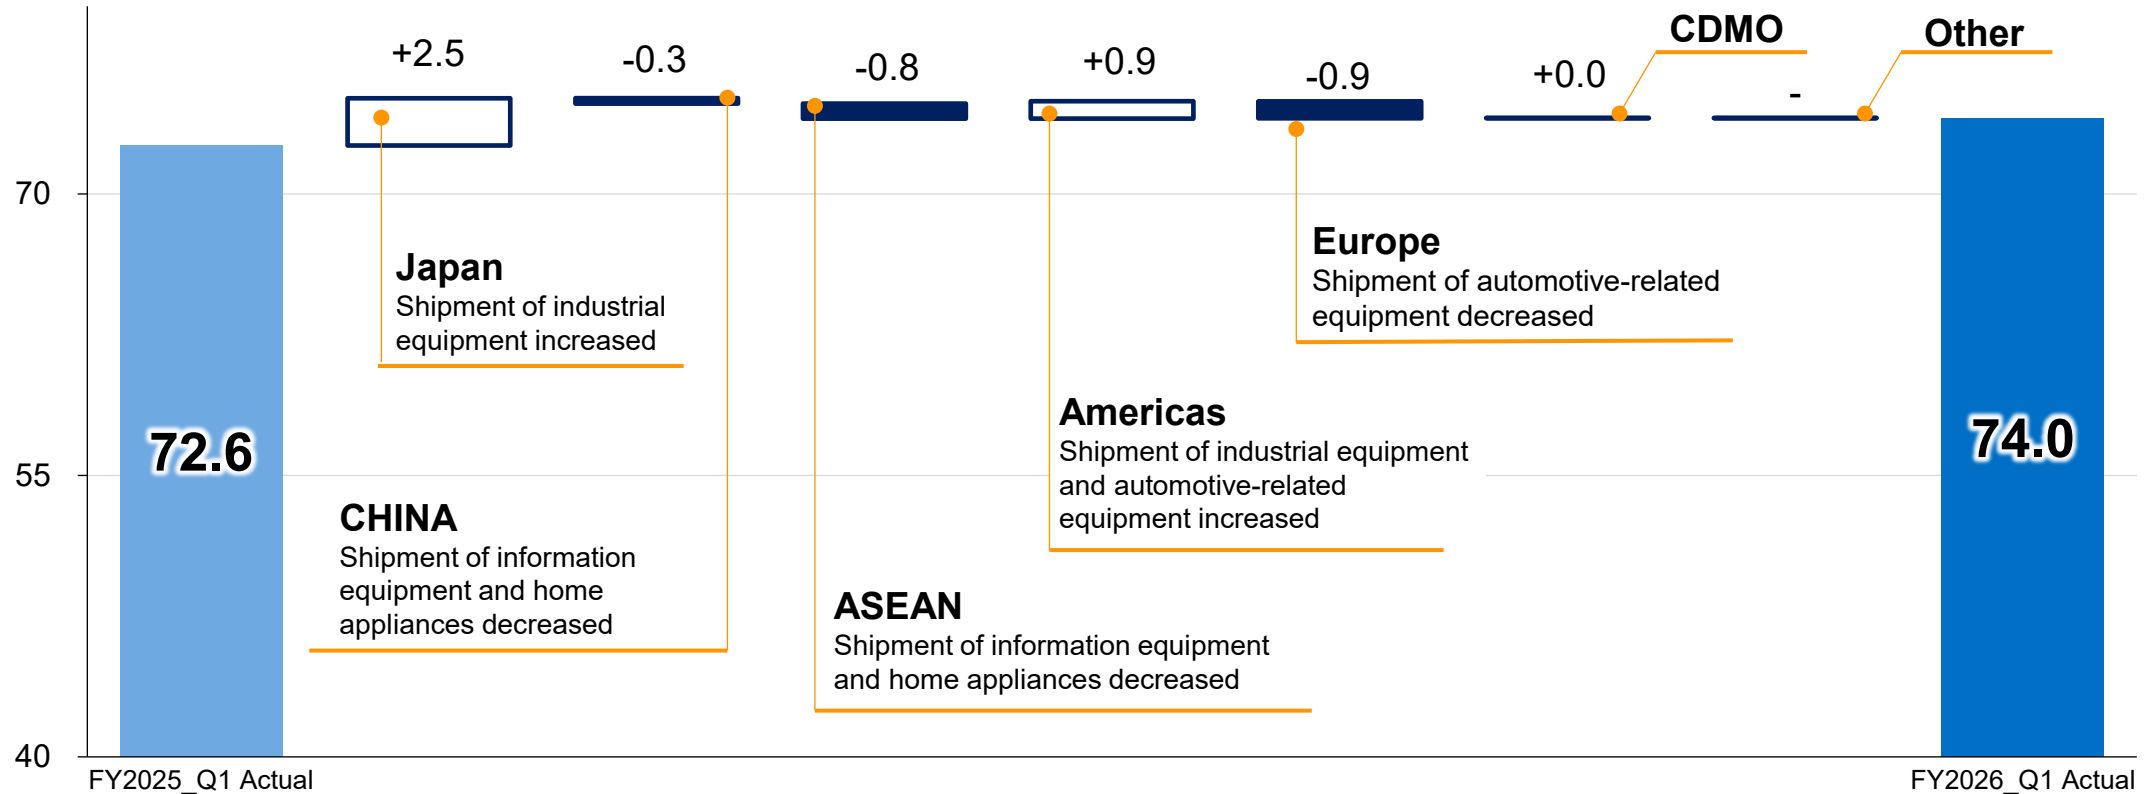 CDMO
Other
+2.5
-0.3
-0.8
+0.9
-0.9
+0.0
-
70
55
40
72.6
74.0
Japan
Shipment of industrial
equipment increased
Europe
Shipment of automotive-related
equipment decreased
Americas
Shipment of industrial equipment
and automotive-related
equipment increased
CHINA
Shipment of information
equipment and home
appliances decreased
ASEAN
Shipment of information equipment
and home appliances decreased
FY2025_Q1 Actual
FY2026_Q1 Actual